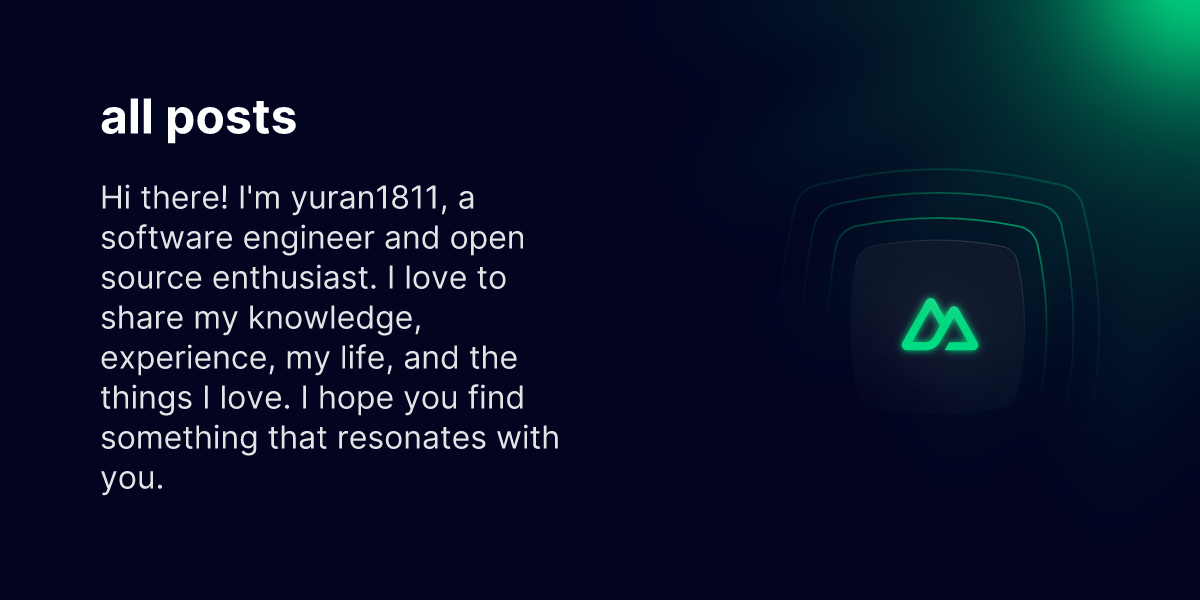 all posts
Hi there! I'm yuran1811, a
software engineer and open
source enthusiast. I love to
share my knowledge,
experience, my life, and the
things I love. I hope you find
something that resonates with
you.